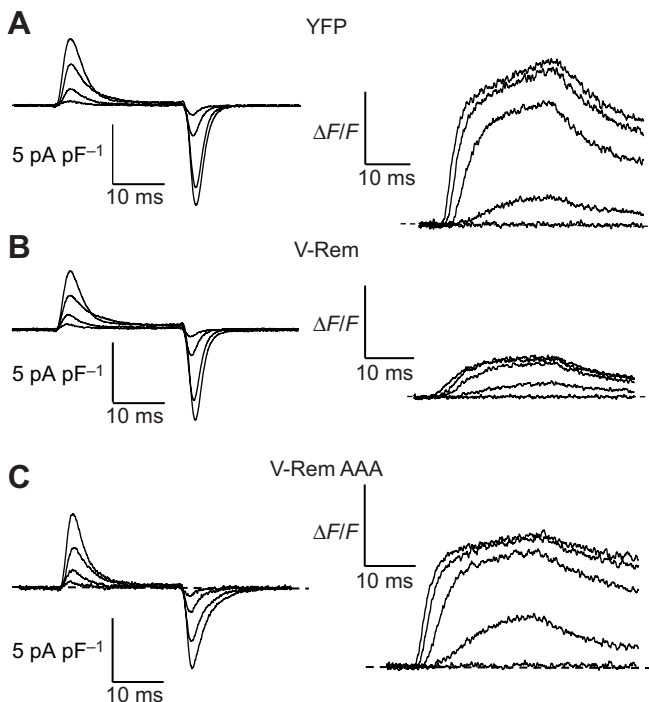 A
YFP
5 pA pF⁻¹
10 ms
ΔF/F
10 ms
B
V-Rem
5 pA pF⁻¹
10 ms
ΔF/F
10 ms
C
V-Rem AAA
5 pA pF⁻¹
10 ms
ΔF/F
10 ms